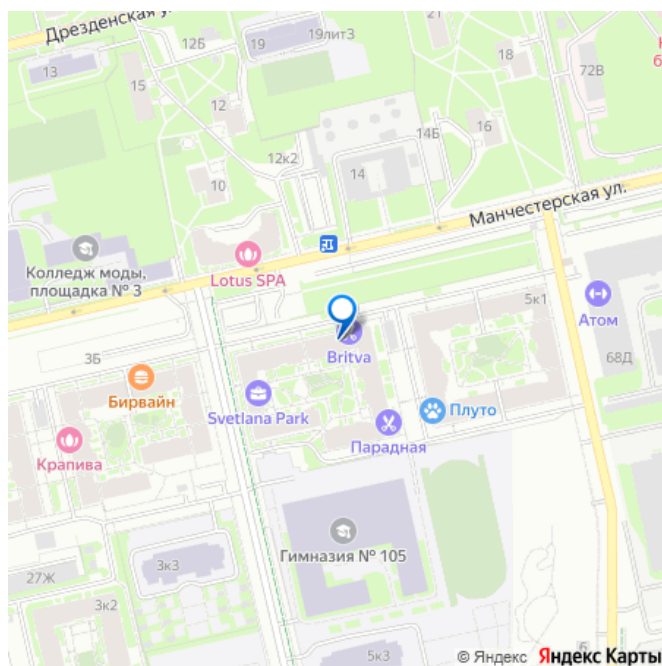 Дрезденская у
12Б
19
19лит3
21
13
15
18
72В
12
16
14Б
12к2
14
10
Манчестерская ул.
Колледж моды,
площадка № 3
Lotus SPA
5к1
Атом
3Б
Britva
68Д
Бирвайн
Svetlana Park
Плуто
Парадная
Крапива
Гимназия № 105
27Ж
3к3
3к2
5к3
© Яндекс Яндекс Карты